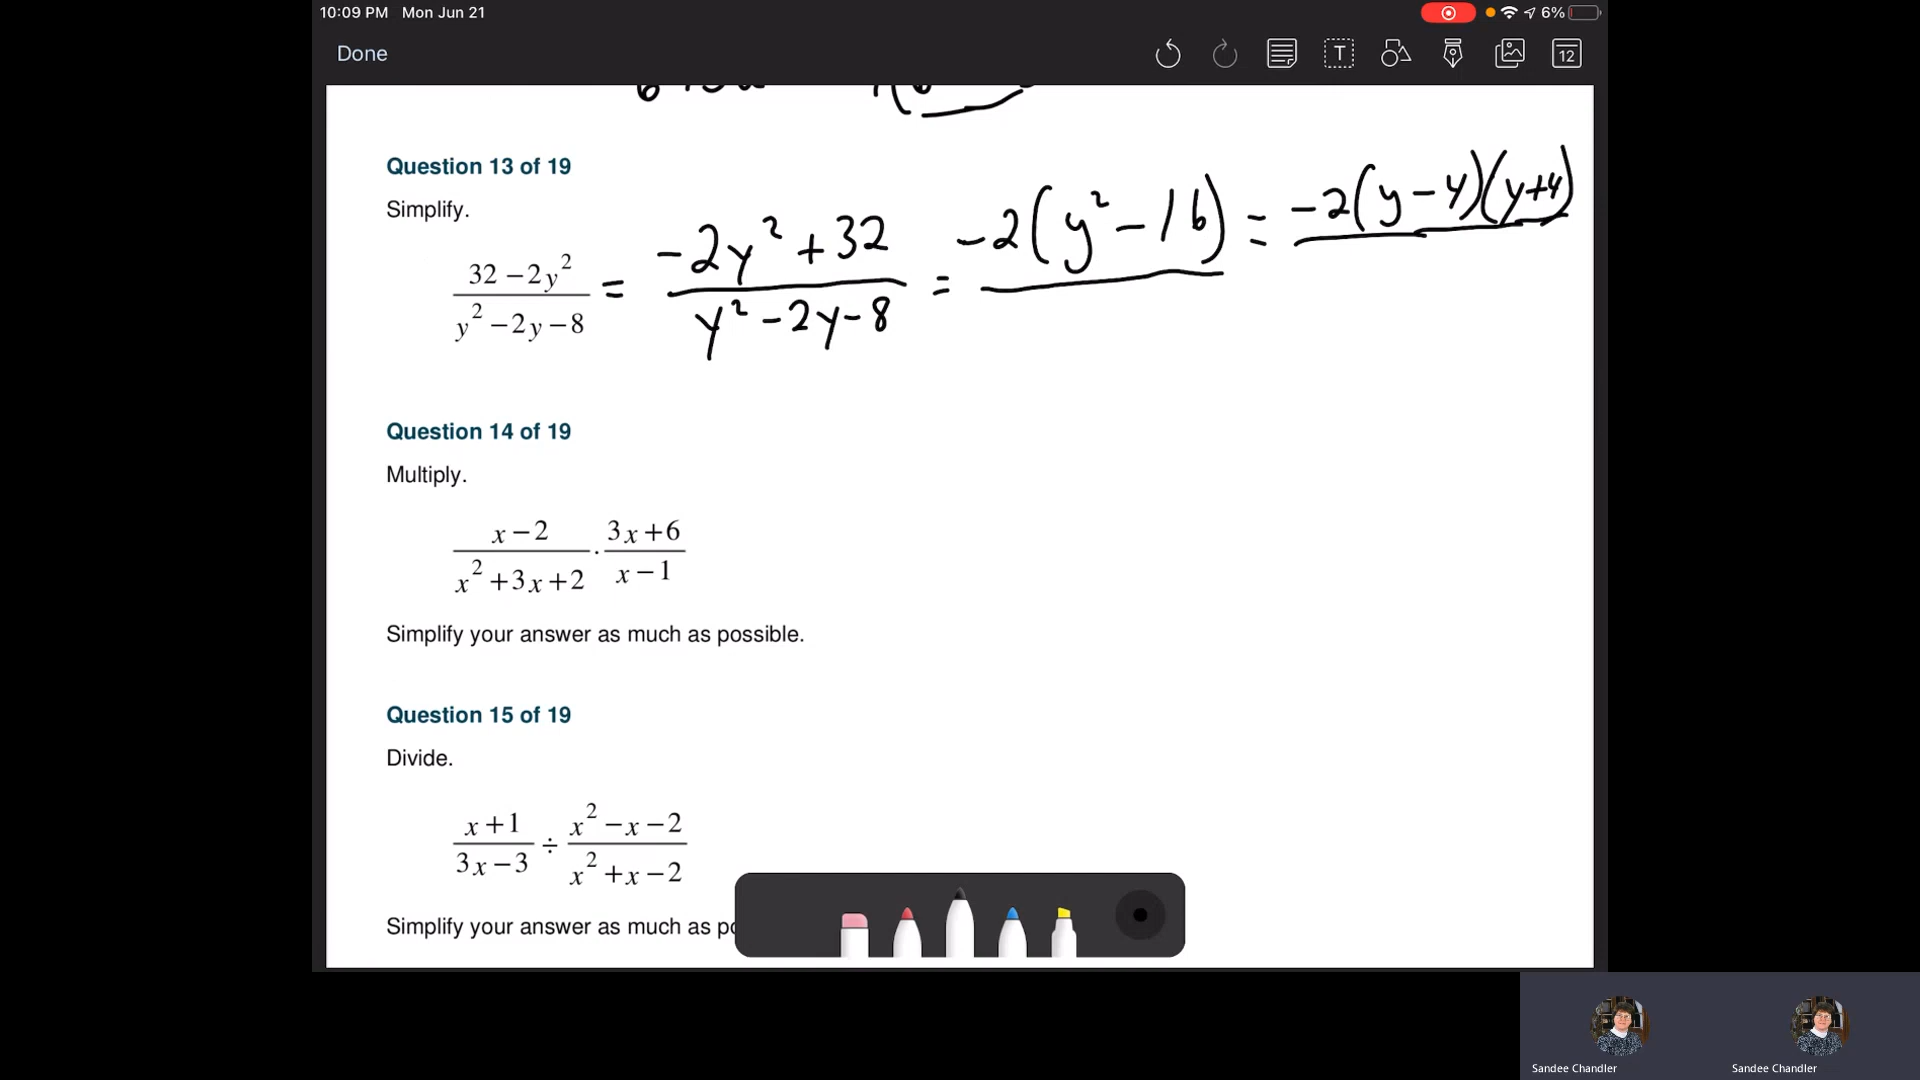 10:09 PM Mon Jun 21
6%
Done
T
12
Question 13 of 19
Simplify.
32 − 2y² / y² − 2y − 8 = −2y² + 32 / y² − 2y − 8 = −2(y² − 16) = −2(y − 4)(y + 4)
Question 14 of 19
Multiply.
x − 2 / x² + 3x + 2 · 3x + 6 / x − 1
Simplify your answer as much as possible.
Question 15 of 19
Divide.
x + 1 / 3x − 3 ÷ x² − x − 2 / x² + x − 2
Simplify your answer as much as
Sandee Chandler
Sandee Chandler